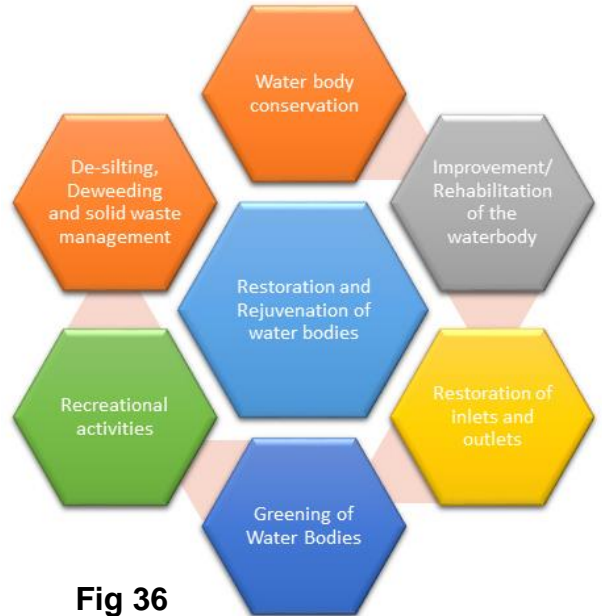 Water body
conservation
Improvement/
Rehabilitation
of the
waterbody
De-silting,
Deweeding
and solid waste
management
Restoration and
Rejuvenation of
water bodies
Restoration of
inlets and
outlets
Recreational
activities
Greening of
Water Bodies
Fig 36